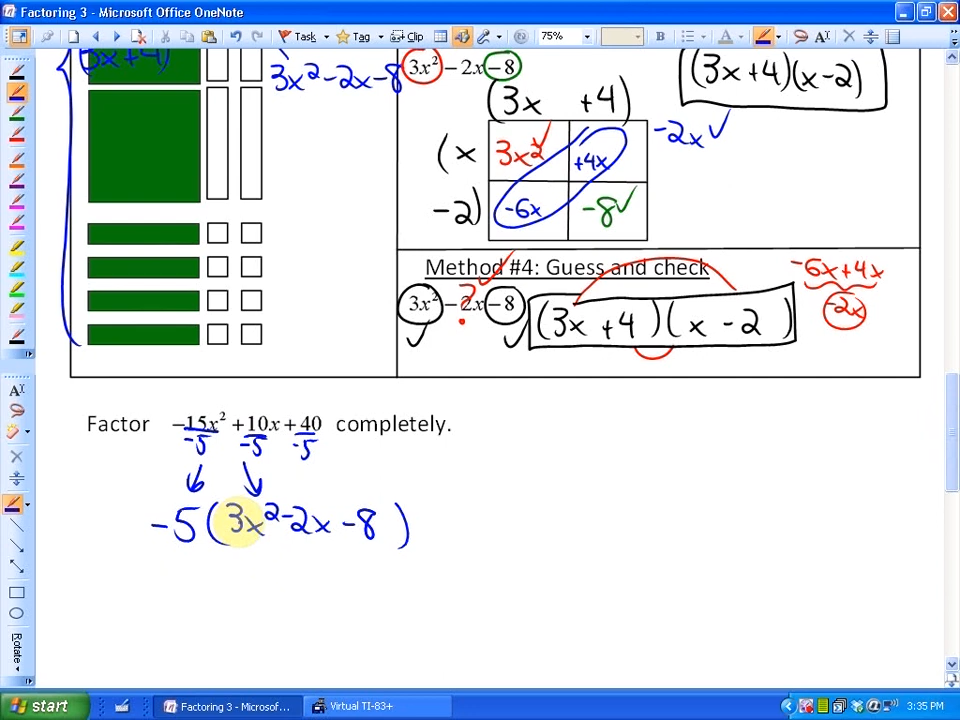 Factoring 3 - Microsoft Office OneNote
Task
Tag
Clip
75%
B
A
5x+4)
3x²-2x-8
3x² − 2x − 8
(3x +4)
(3x+4)(x-2)
(x
3x²
+4x
-2x
-2)
-6x
-8
Method #4: Guess and check
-6x+4x
3x² − 2x − 8
?
(3x +4)(x -2)
-2x
Factor −15x² + 10x + 40 completely.
-5 -5 -5
-5(3x²-2x-8)
Rotate
start
Factoring 3 - Microsof...
Virtual TI-83+
3:35 PM